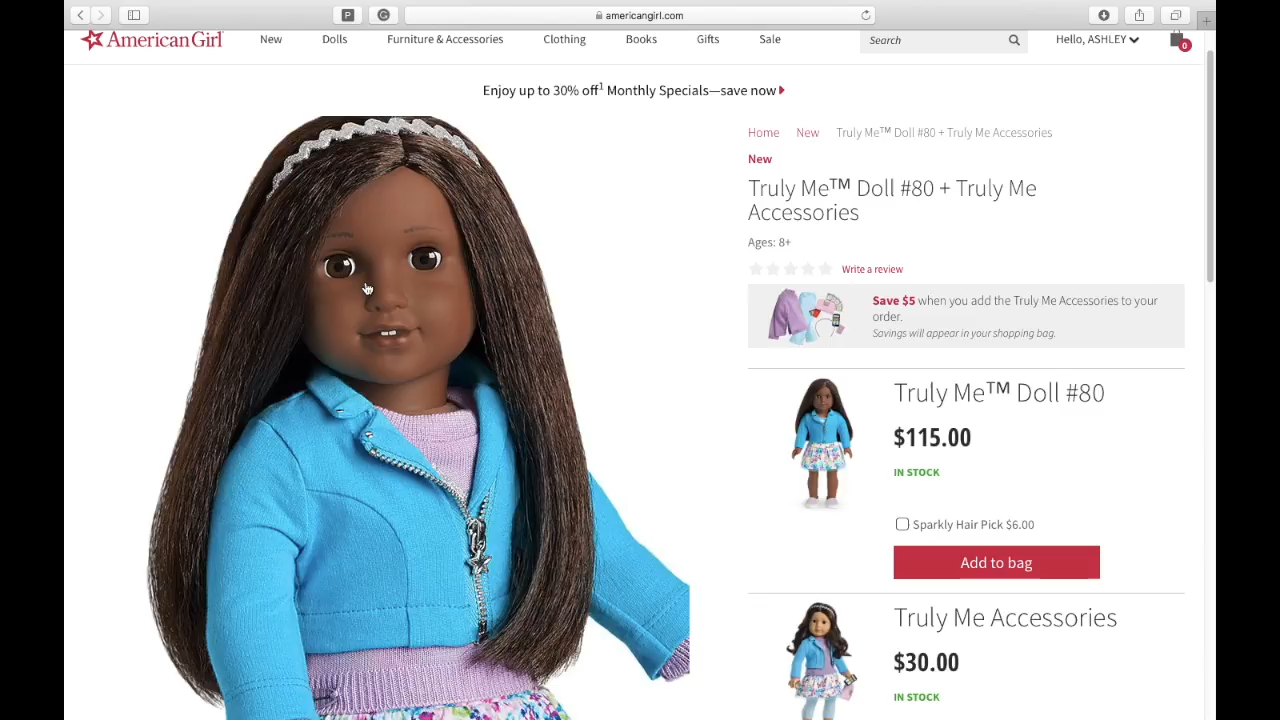 americangirl.com
P
G
AmericanGirl
New
Dolls
Furniture & Accessories
Clothing
Books
Gifts
Sale
Search
Hello, ASHLEY
0
Enjoy up to 30% off¹ Monthly Specials—save now
Home
New
Truly Me™ Doll #80 + Truly Me Accessories
New
Truly Me™ Doll #80 + Truly Me
Accessories
Ages: 8+
Write a review
Save $5 when you add the Truly Me Accessories to your
order.
Savings will appear in your shopping bag.
Truly Me™ Doll #80
$115.00
IN STOCK
Sparkly Hair Pick $6.00
Add to bag
Truly Me Accessories
$30.00
IN STOCK